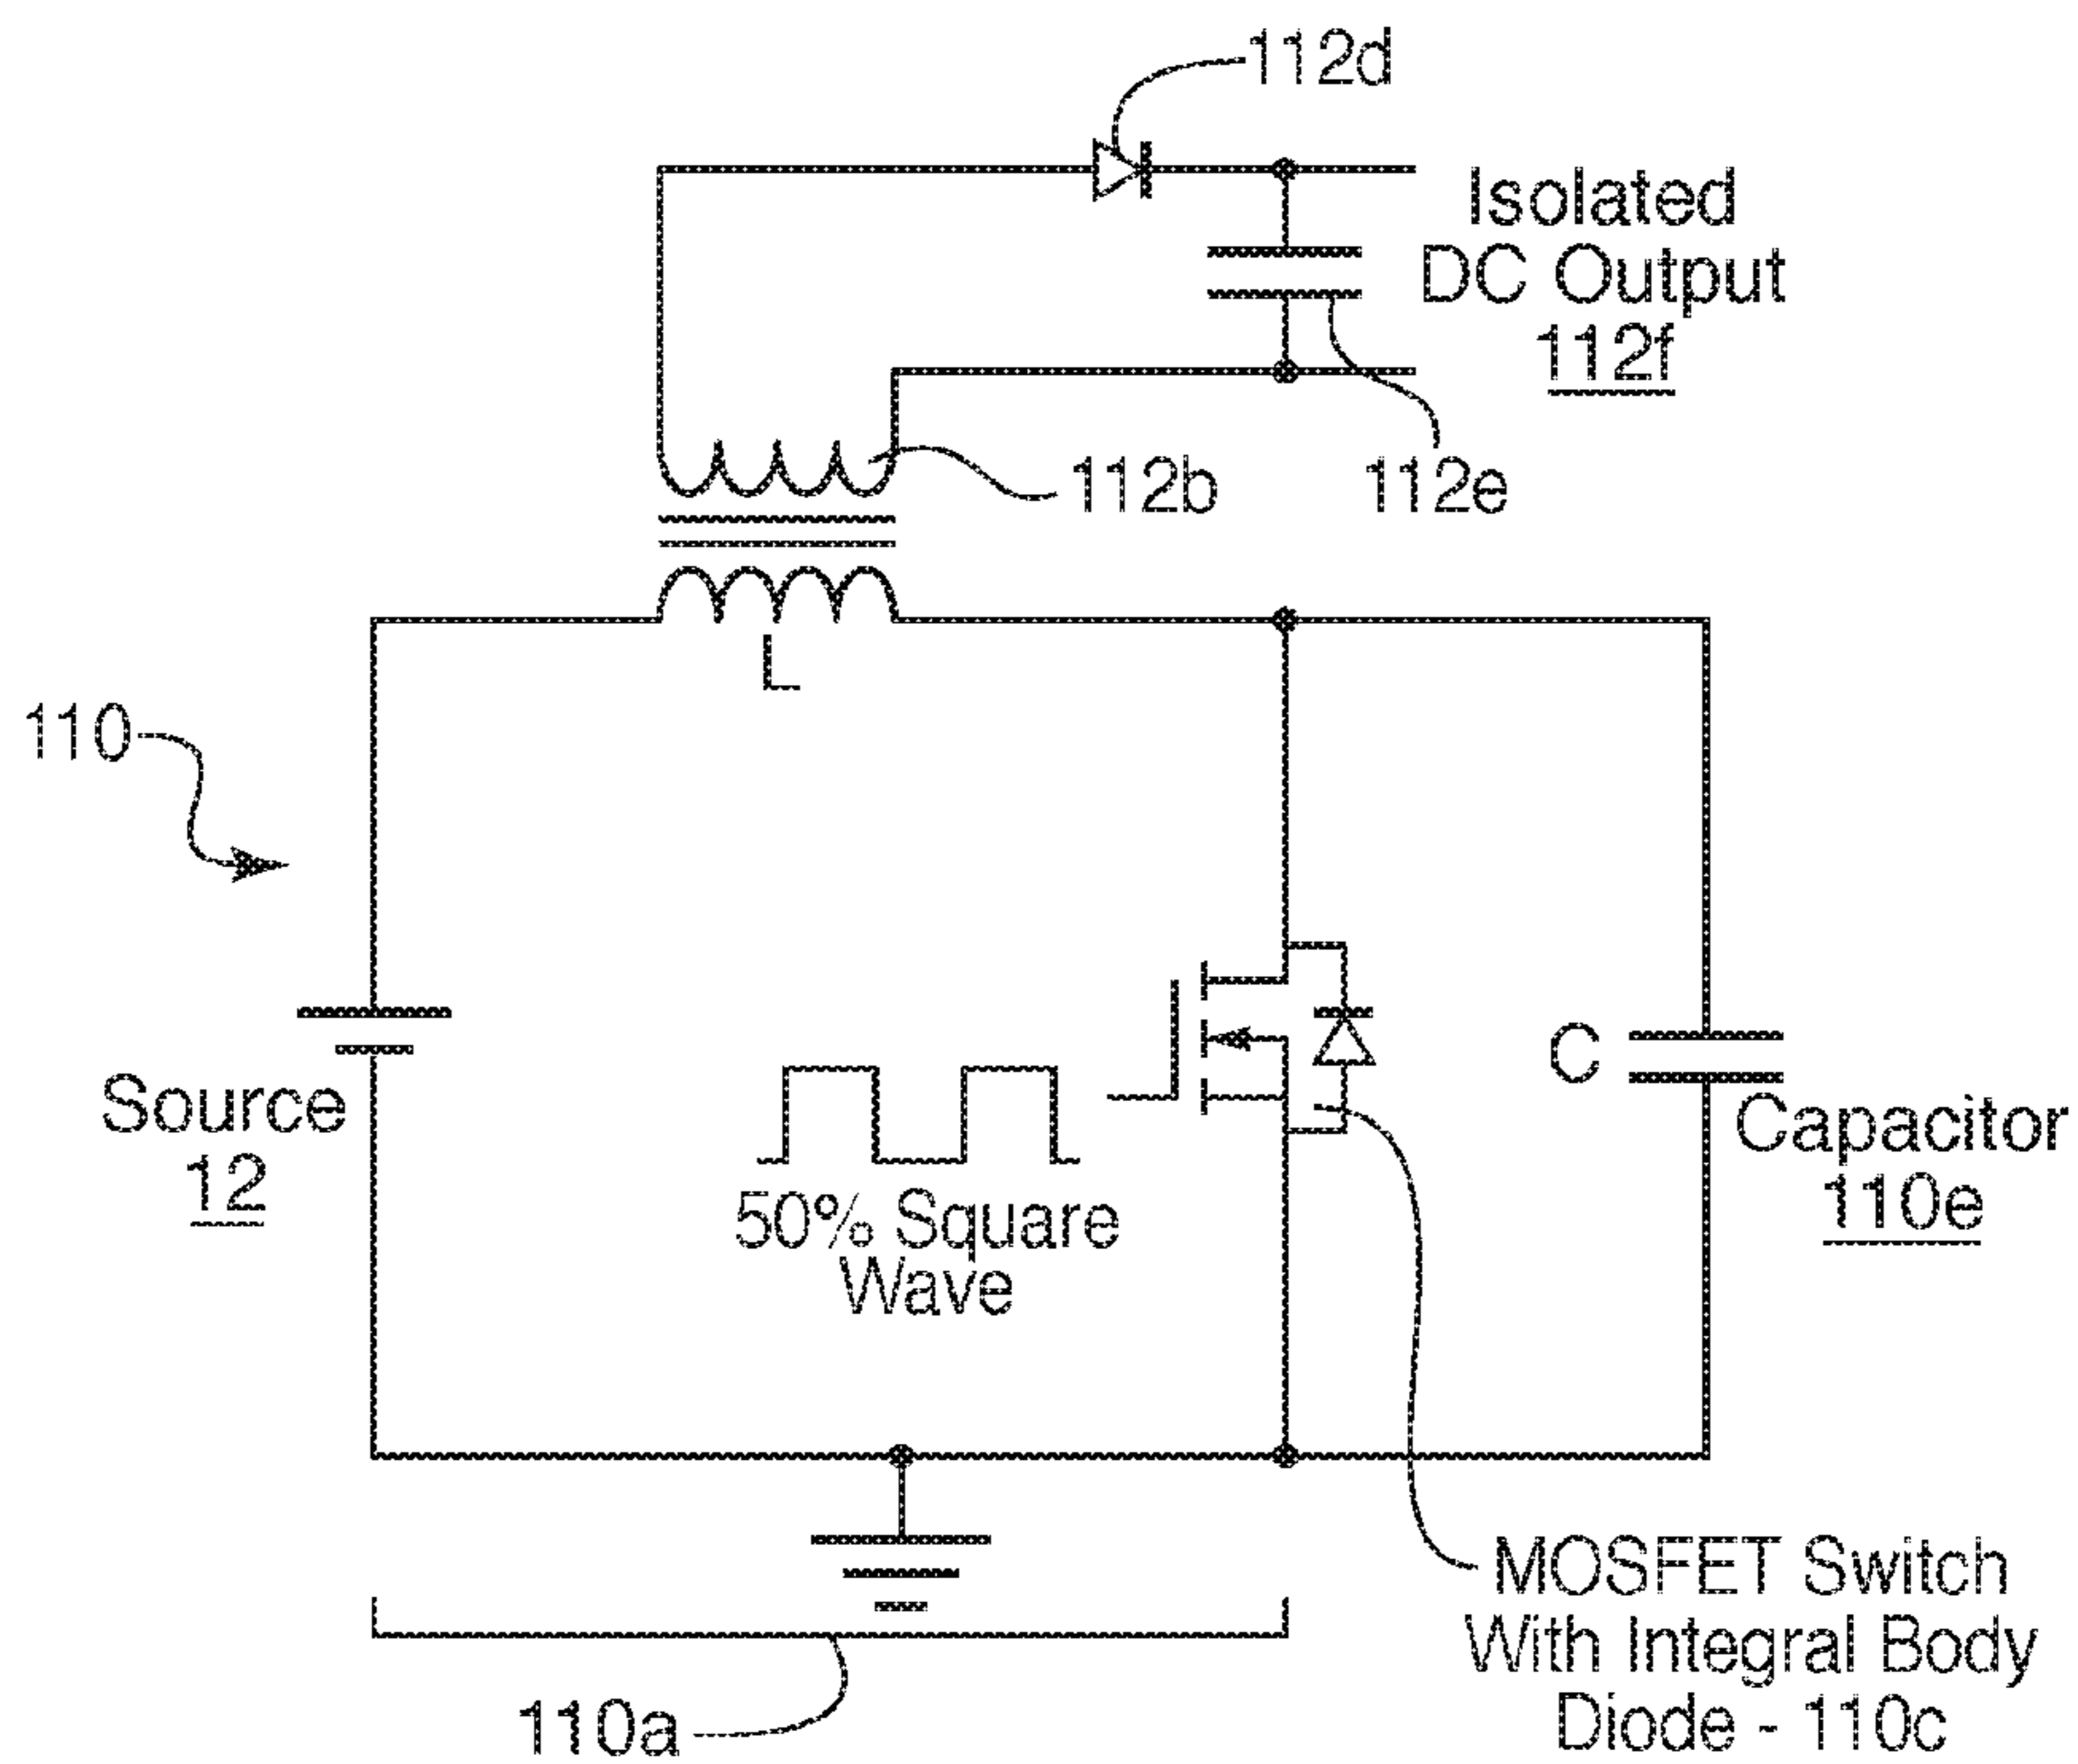 112d
Isolated
DC Output
112f
112b
112e
L
110
Source
12
50% Square
Wave
C
Capacitor
110e
MOSFET Switch
With Integral Body
Diode - 110c
110a